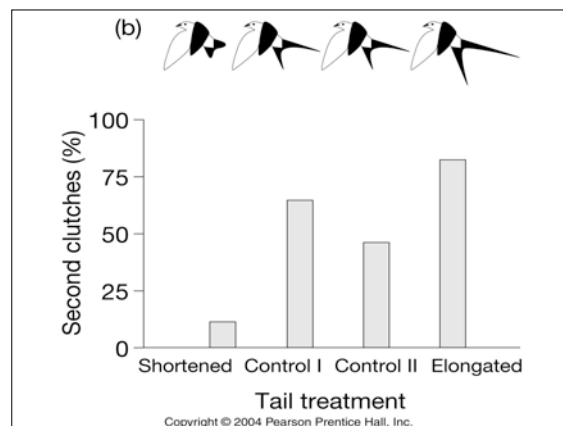 (b)
Second clutches (%)
100
75
50
25
0
Shortened Control I Control II Elongated
Tail treatment
Copyright © 2004 Pearson Prentice Hall, Inc.